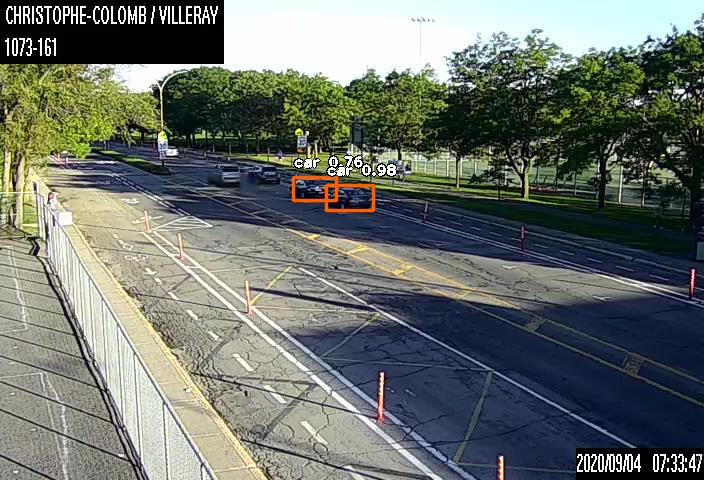 CHRISTOPHE-COLOMB / VILLERAY
1073-161
car 0.76
car 0.98
2020/09/04 07:33:47